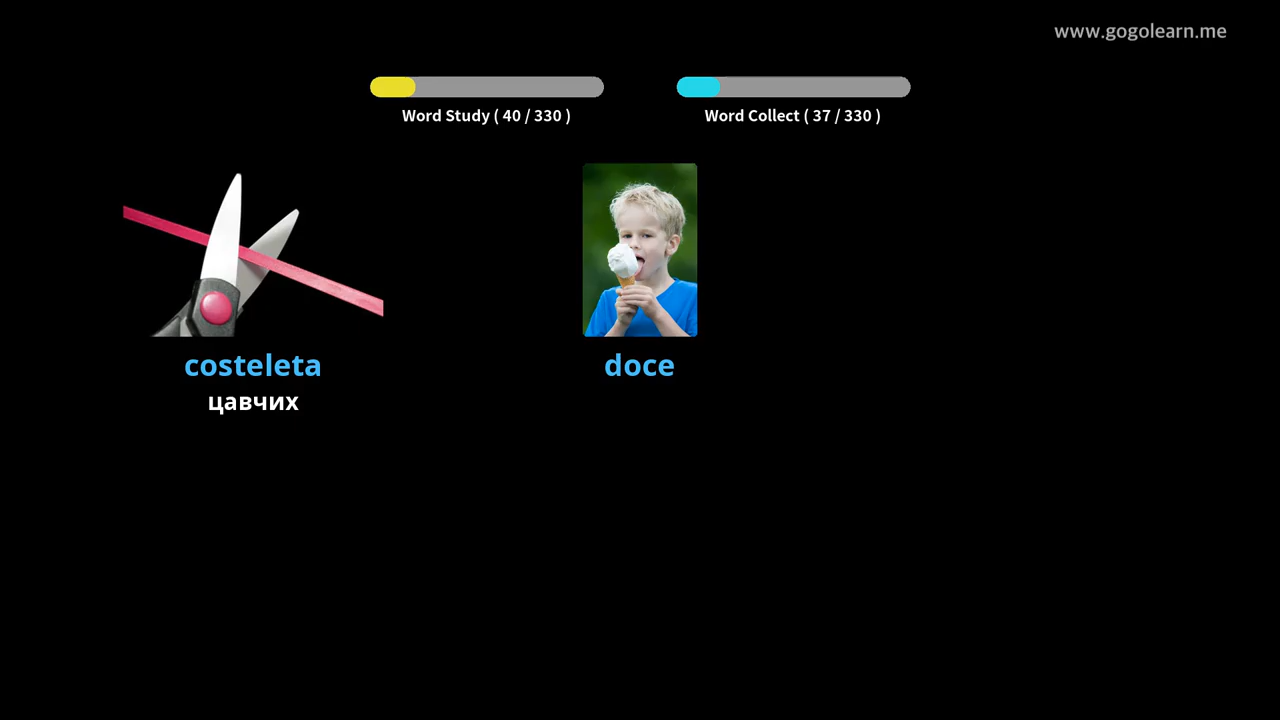 www.gogolearn.me
Word Study ( 40 / 330 )
Word Collect ( 37 / 330 )
costeleta
doce
цавчих